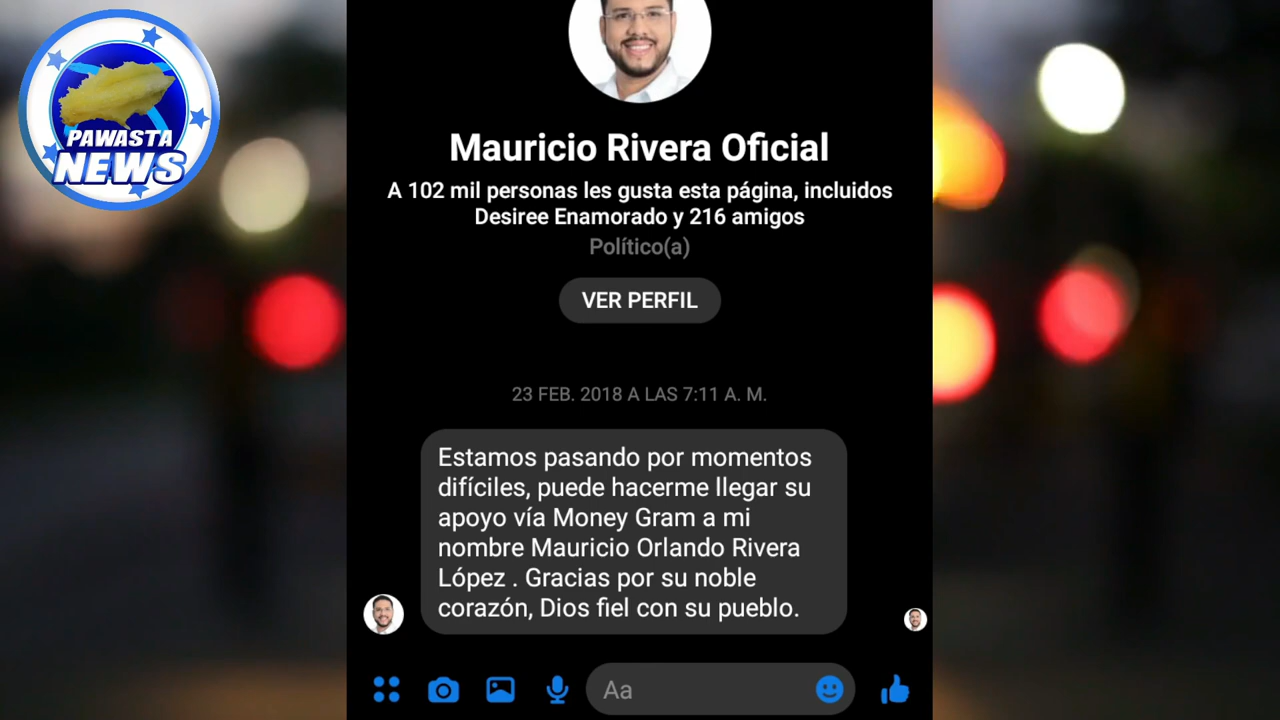 PAWASTA
NEWS
Mauricio Rivera Oficial
A 102 mil personas les gusta esta página, incluidos
Desiree Enamorado y 216 amigos
Político(a)
VER PERFIL
23 FEB. 2018 A LAS 7:11 A. M.
Estamos pasando por momentos
difíciles, puede hacerme llegar su
apoyo vía Money Gram a mi
nombre Mauricio Orlando Rivera
López . Gracias por su noble
corazón, Dios fiel con su pueblo.
Aa